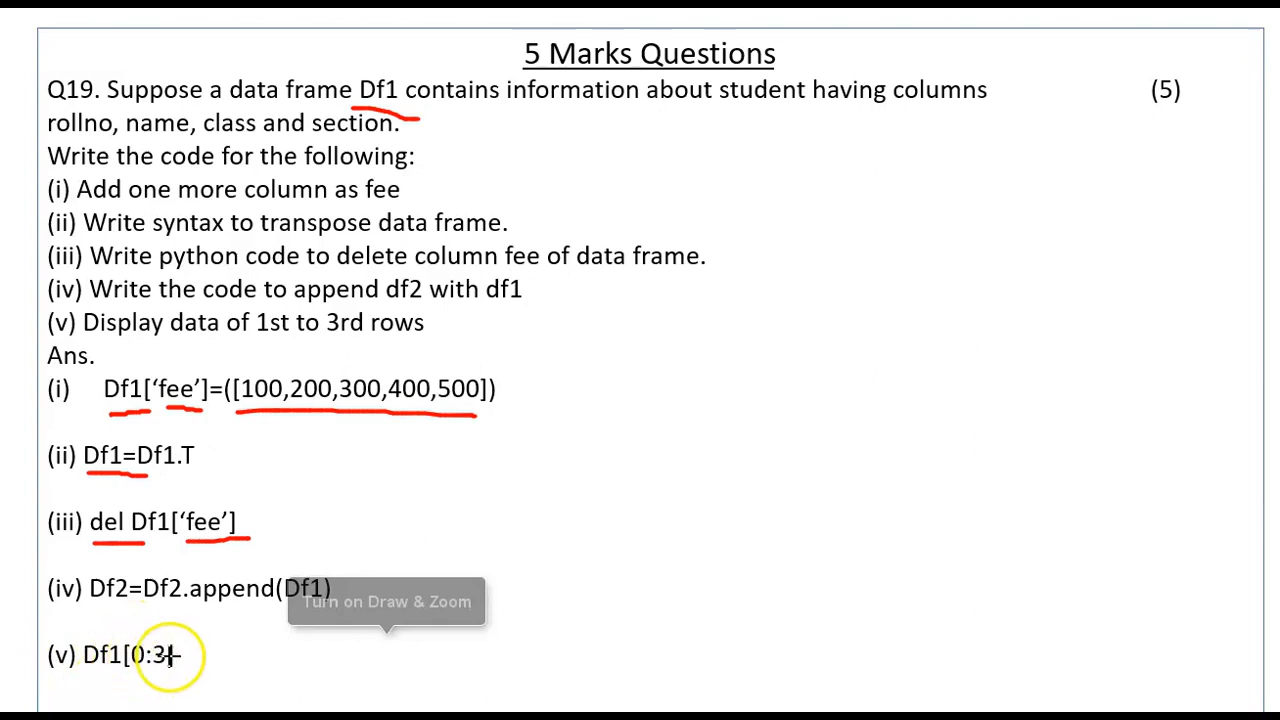 5 Marks Questions
Q19. Suppose a data frame Df1 contains information about student having columns (5)
rollno, name, class and section.
Write the code for the following:
(i) Add one more column as fee
(ii) Write syntax to transpose data frame.
(iii) Write python code to delete column fee of data frame.
(iv) Write the code to append df2 with df1
(v) Display data of 1st to 3rd rows
Ans.
(i) Df1[‘fee’]=([100,200,300,400,500])
(ii) Df1=Df1.T
(iii) del Df1[‘fee’]
(iv) Df2=Df2.append(Df1)
Turn on Draw & Zoom
(v) Df1[0:3]